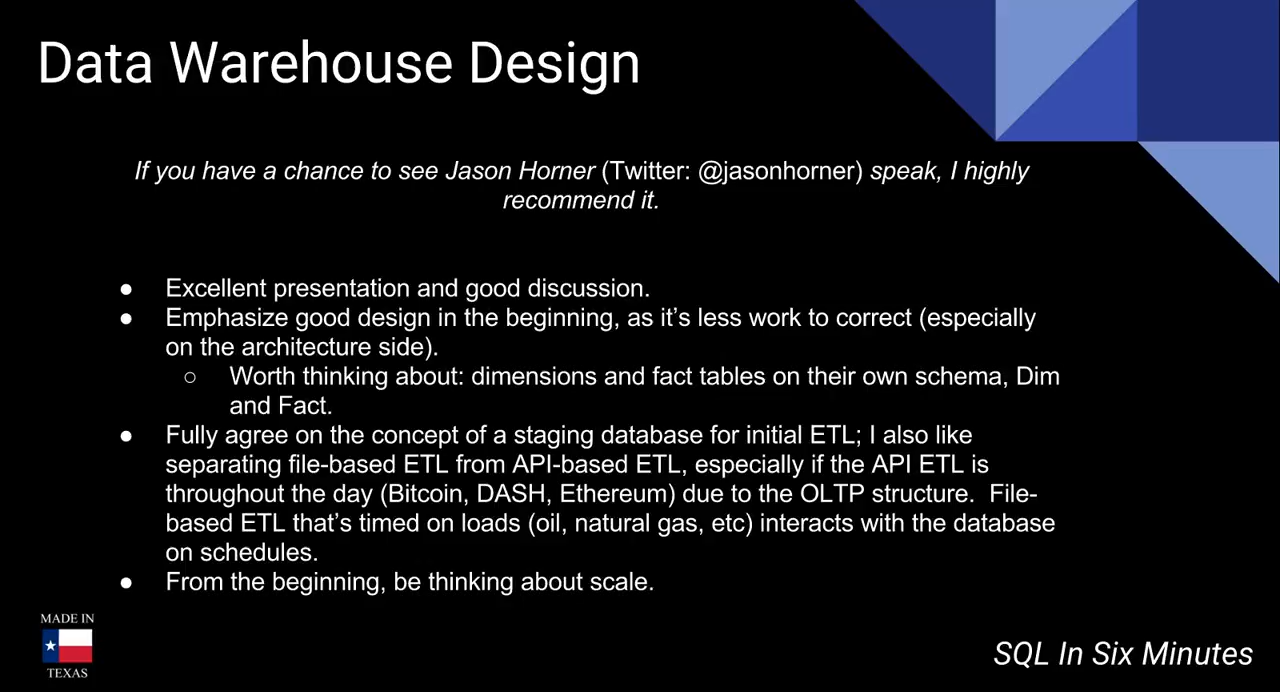 Data Warehouse Design
If you have a chance to see Jason Horner (Twitter: @jasonhorner) speak, I highly
recommend it.
● Excellent presentation and good discussion.
● Emphasize good design in the beginning, as it’s less work to correct (especially
on the architecture side).
○ Worth thinking about: dimensions and fact tables on their own schema, Dim
and Fact.
● Fully agree on the concept of a staging database for initial ETL; I also like
separating file-based ETL from API-based ETL, especially if the API ETL is
throughout the day (Bitcoin, DASH, Ethereum) due to the OLTP structure.  File-
based ETL that’s timed on loads (oil, natural gas, etc) interacts with the database
on schedules.
● From the beginning, be thinking about scale.
MADE IN
TEXAS
SQL In Six Minutes